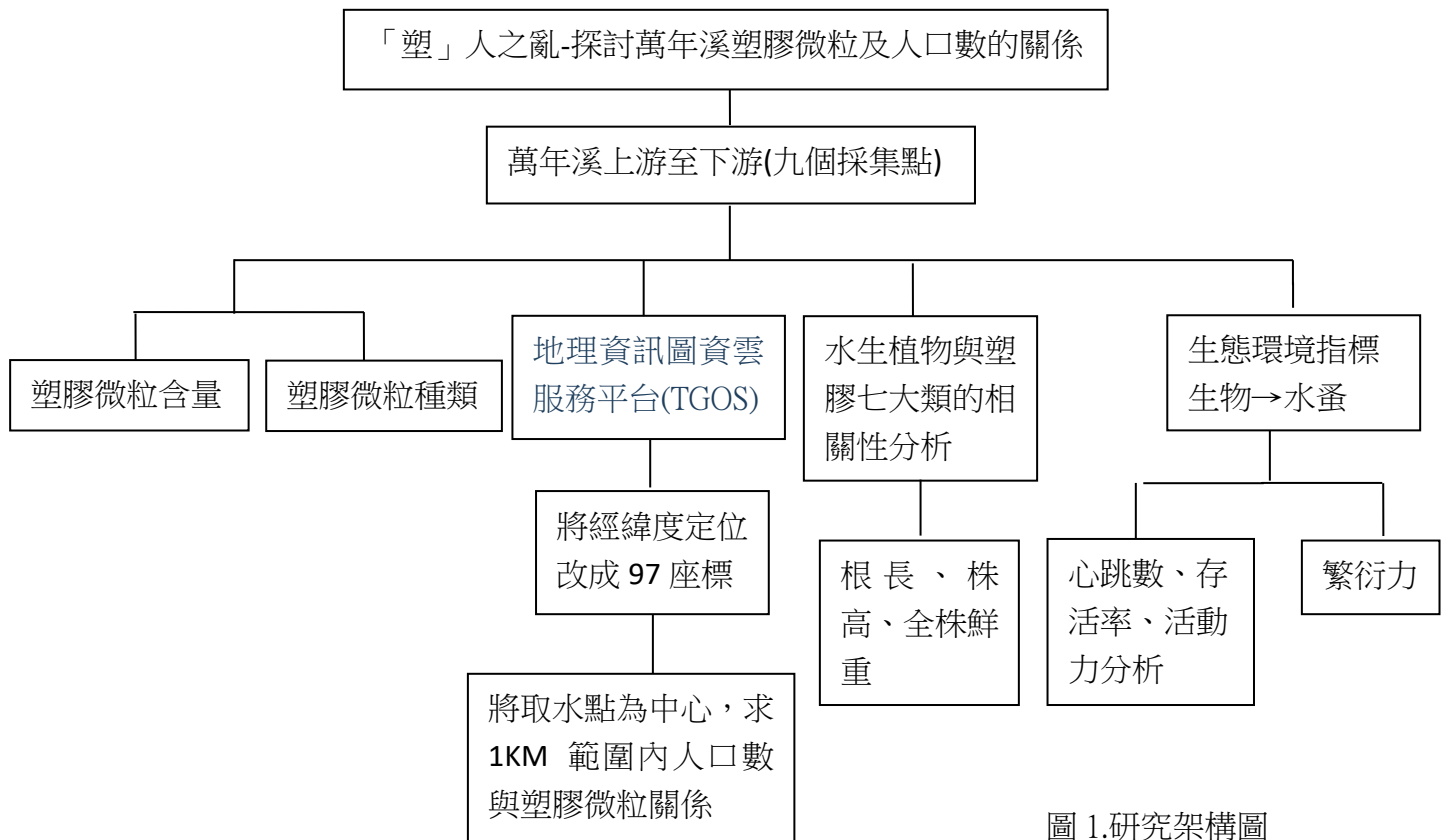 「塑」人之亂-探討萬年溪塑膠微粒及人口數的關係
萬年溪上游至下游(九個採集點)
塑膠微粒含量
塑膠微粒種類
地理資訊圖資雲
服務平台(TGOS)
將經緯度定位
改成 97 座標
將取水點為中心，求
1KM 範圍內人口數
與塑膠微粒關係
水生植物與塑
膠七大類的相
關性分析
根長、株
高、全株鮮
重
生態環境指標
生物→水蚤
心跳數、存
活率、活動
力分析
繁衍力
圖 1.研究架構圖